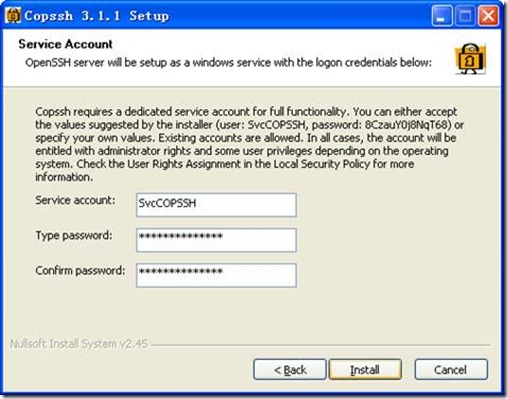 Copssh 3.1.1 Setup
Service Account
OpenSSH server will be setup as a windows service with the logon credentials below:
Copssh requires a dedicated service account for full functionality. You can either accept
the values suggested by the installer (user: SvcCOPSSH, password: 8CzauY0j8NqT68) or
specify your own values. Existing accounts are allowed. In all cases, the account will be
entitled with administrator rights and some user privileges depending on the operating
system. Check the User Rights Assignment in the Local Security Policy for more
information.
Service account: SvcCOPSSH
Type password: **************
Confirm password: **************
Nullsoft Install System v2.45
< Back Install Cancel